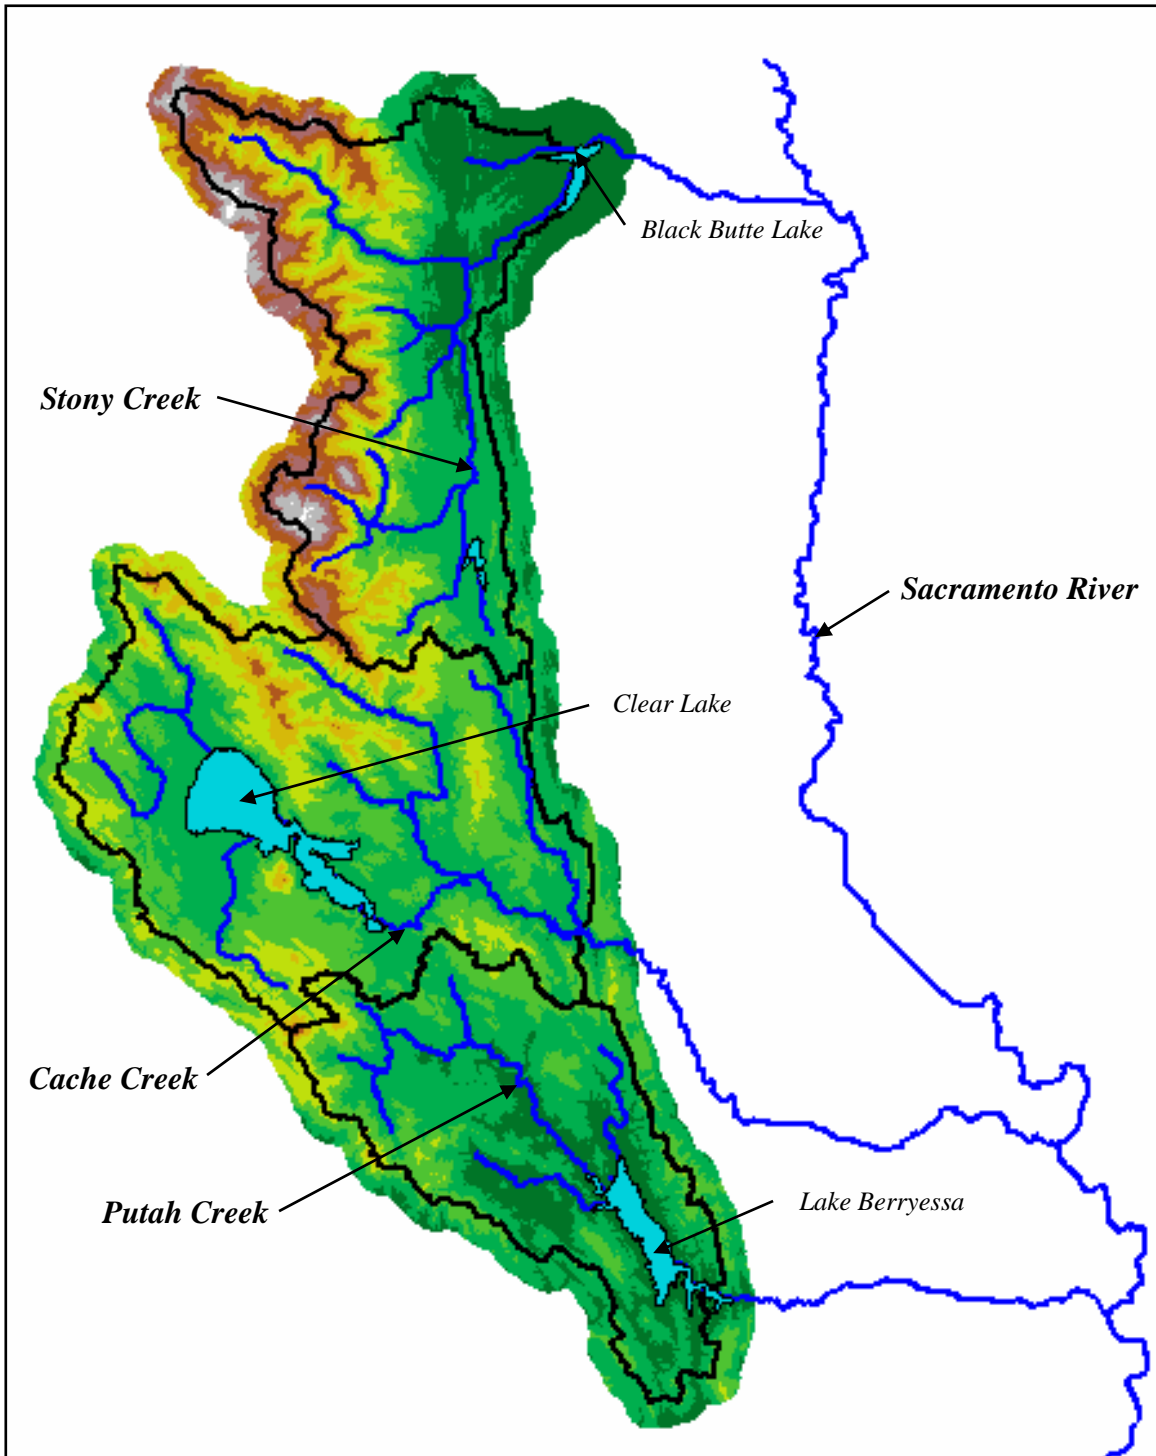 Black Butte Lake
Stony Creek
Sacramento River
Clear Lake
Cache Creek
Putah Creek
Lake Berryessa